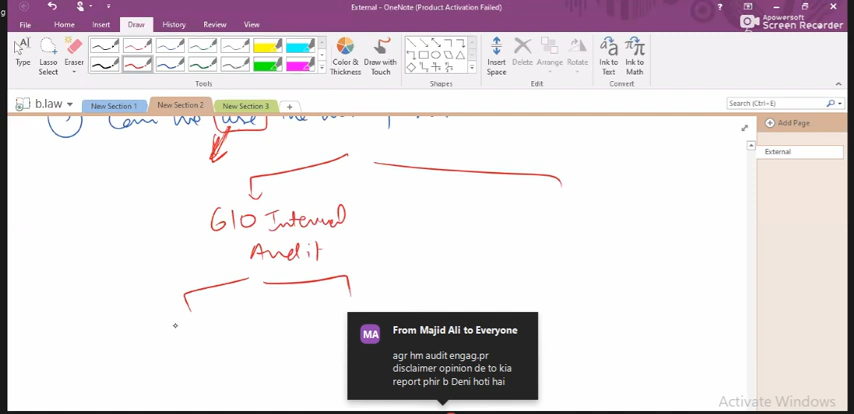 External - OneNote (Product Activation Failed)
Apowersoft
Screen Recorder
File Home Insert Draw History Review View
Type
Lasso
Select
Eraser
Color &
Thickness
Draw with
Touch
Insert
Space
Delete
Arrange
Rotate
Ink to
Text
Ink to
Math
Tools
Shapes
Edit
Convert
b.law
New Section 1
New Section 2
New Section 3
Search (Ctrl+E)
Add Page
External
use
610 Internal
Audit
MA
From Majid Ali to Everyone
agr hm audit engag.pr
disclaimer opinion de to kia
report phir b Deni hoti hai
Activate Windows